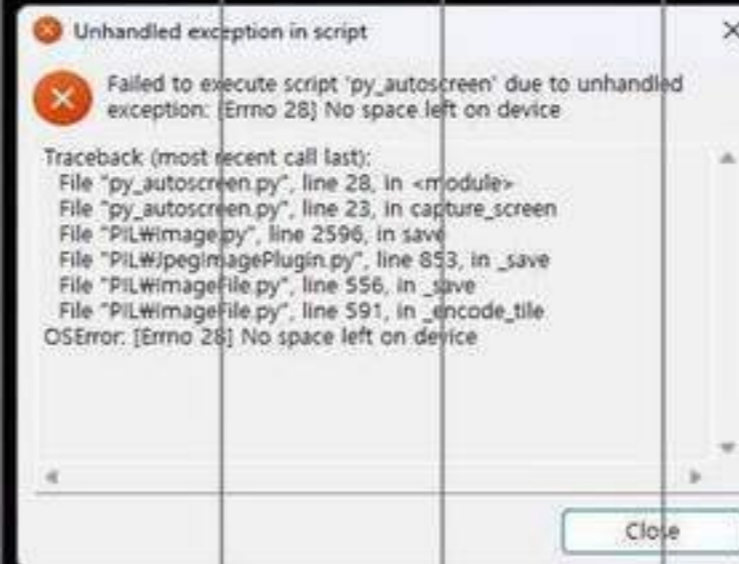 Unhandled exception in script
Failed to execute script 'py_autoscreen' due to unhandled
exception: [Errno 28] No space left on device
Traceback (most recent call last):
File "py_autoscreen.py", line 28, in <module>
File "py_autoscreen.py", line 23, in capture_screen
File "PIL₩Image.py", line 2596, in save
File "PIL₩JpegImagePlugin.py", line 853, in _save
File "PIL₩ImageFile.py", line 556, in _save
File "PIL₩ImageFile.py", line 591, in _encode_tile
OSError: [Errno 28] No space left on device
Close